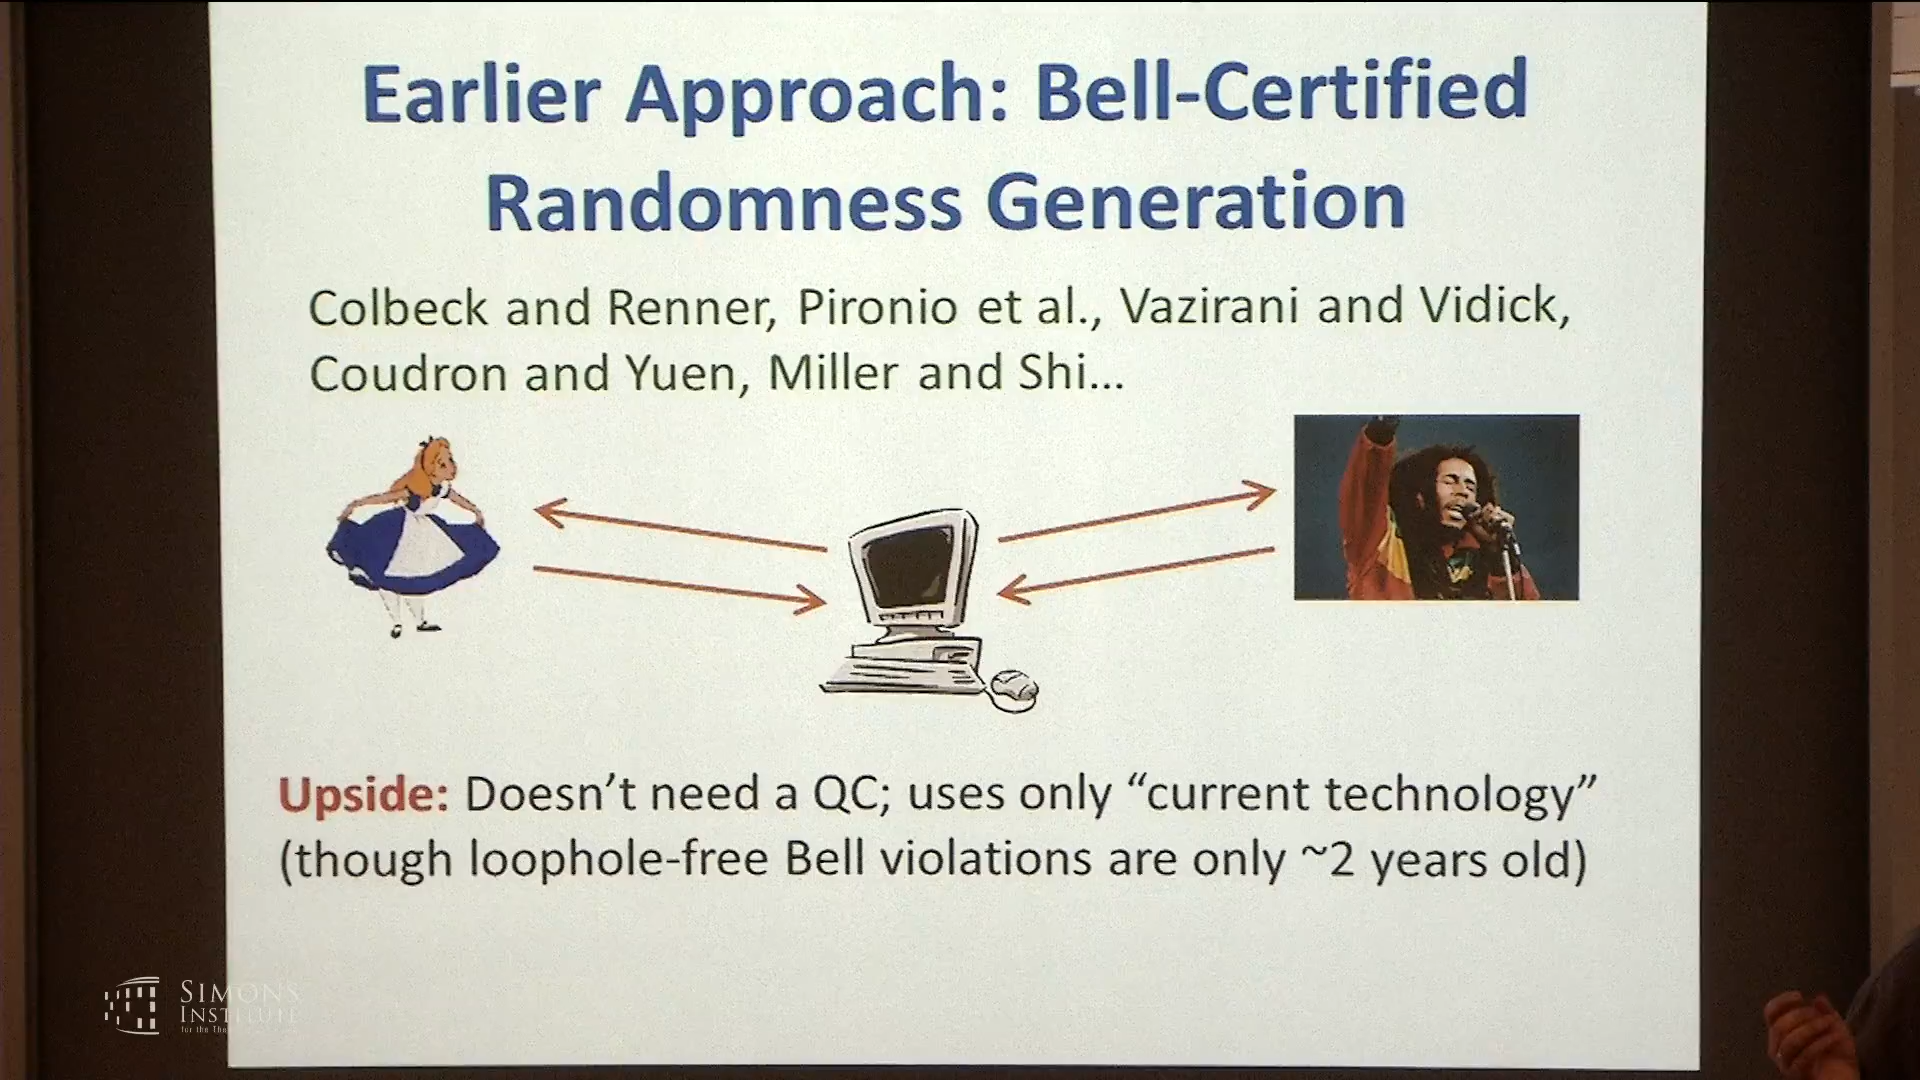 Earlier Approach: Bell-Certified
Randomness Generation
Colbeck and Renner, Pironio et al., Vazirani and Vidick,
Coudron and Yuen, Miller and Shi...
Upside: Doesn't need a QC; uses only “current technology”
(though loophole-free Bell violations are only ~2 years old)
SIMONS
INSTITUTE
for the